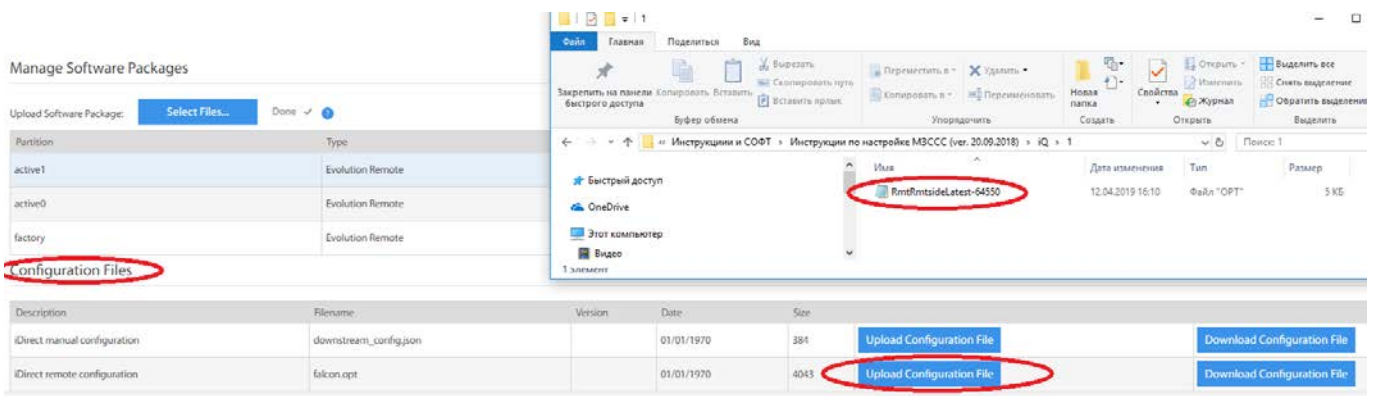 1
Файл Главная Поделиться Вид
Manage Software Packages
Upload Software Package: Select Files... Done
Закрепить на панели быстрого доступа
Копировать
Вставить
Вырезать
Скопировать путь
Вставить ярлык
Буфер обмена
Переместить в
Копировать в
Удалить
Переименовать
Упорядочить
Новая папка
Создать
Свойства
Открыть
Изменить
Журнал
Открыть
Выделить все
Снять выделение
Обратить выделение
Выделить
« Инструкциии и СОФТ › Инструкции по настройке МЗССС (ver. 20.09.2018) › iQ › 1
Поиск: 1
Имя Дата изменения Тип Размер
RmtRmtsideLatest-64550 12.04.2019 16:10 Файл "OPT" 5 КБ
Быстрый доступ
OneDrive
Этот компьютер
Видео
1 элемент
Partition Type
active1 Evolution Remote
active0 Evolution Remote
factory Evolution Remote
Configuration Files
Description Filename Version Date Size
iDirect manual configuration downstream_config.json 01/01/1970 384 Upload Configuration File Download Configuration File
iDirect remote configuration falcon.opt 01/01/1970 4043 Upload Configuration File Download Configuration File